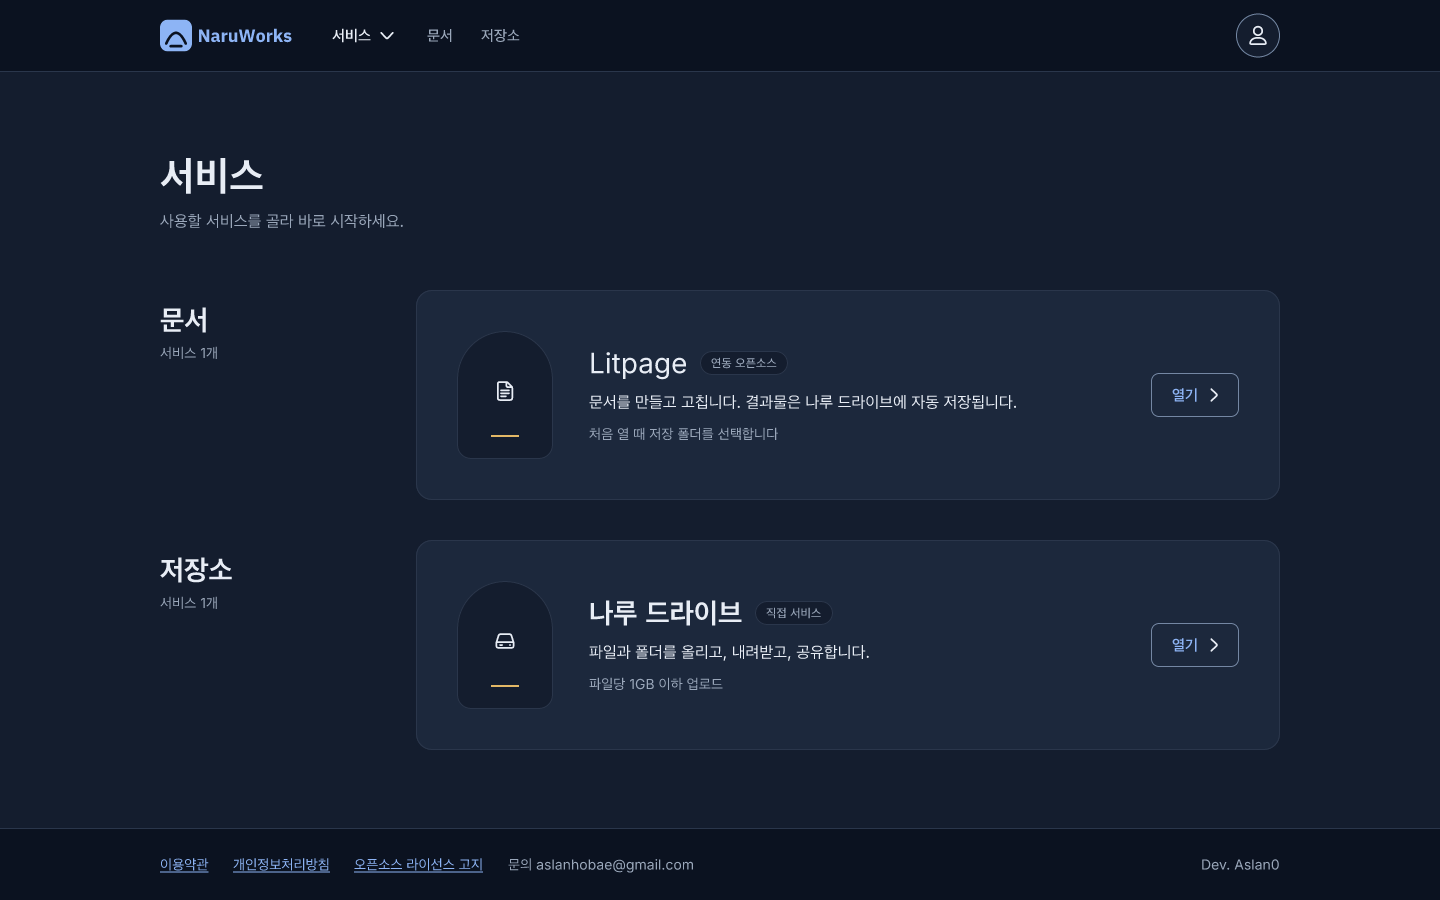 NaruWorks 서비스 문서 저장소
서비스
사용할 서비스를 골라 바로 시작하세요.
문서
서비스 1개
Litpage 연동 오픈소스
문서를 만들고 고칩니다. 결과물은 나루 드라이브에 자동 저장됩니다.
처음 열 때 저장 폴더를 선택합니다
열기
저장소
서비스 1개
나루 드라이브 직접 서비스
파일과 폴더를 올리고, 내려받고, 공유합니다.
파일당 1GB 이하 업로드
열기
이용약관 개인정보처리방침 오픈소스 라이선스 고지 문의 aslanhobae@gmail.com Dev. Aslan0